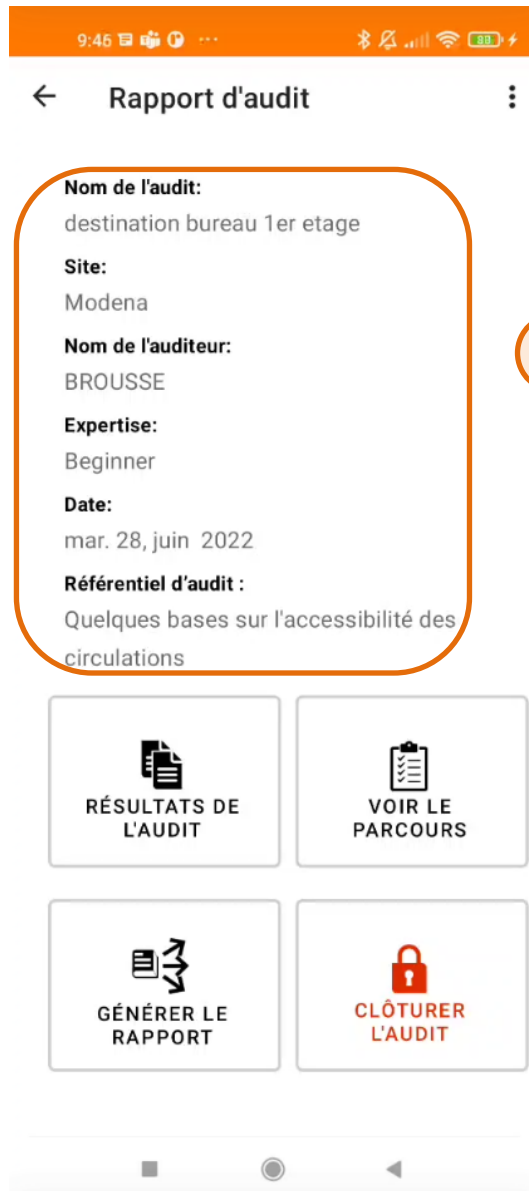 9:46
Rapport d'audit
Nom de l'audit:
destination bureau 1er etage
Site:
Modena
Nom de l'auditeur:
BROUSSE
Expertise:
Beginner
Date:
mar. 28, juin 2022
Référentiel d'audit :
Quelques bases sur l'accessibilité des
circulations
RÉSULTATS DE
L'AUDIT
VOIR LE
PARCOURS
GÉNÉRER LE
RAPPORT
CLÔTURER
L'AUDIT